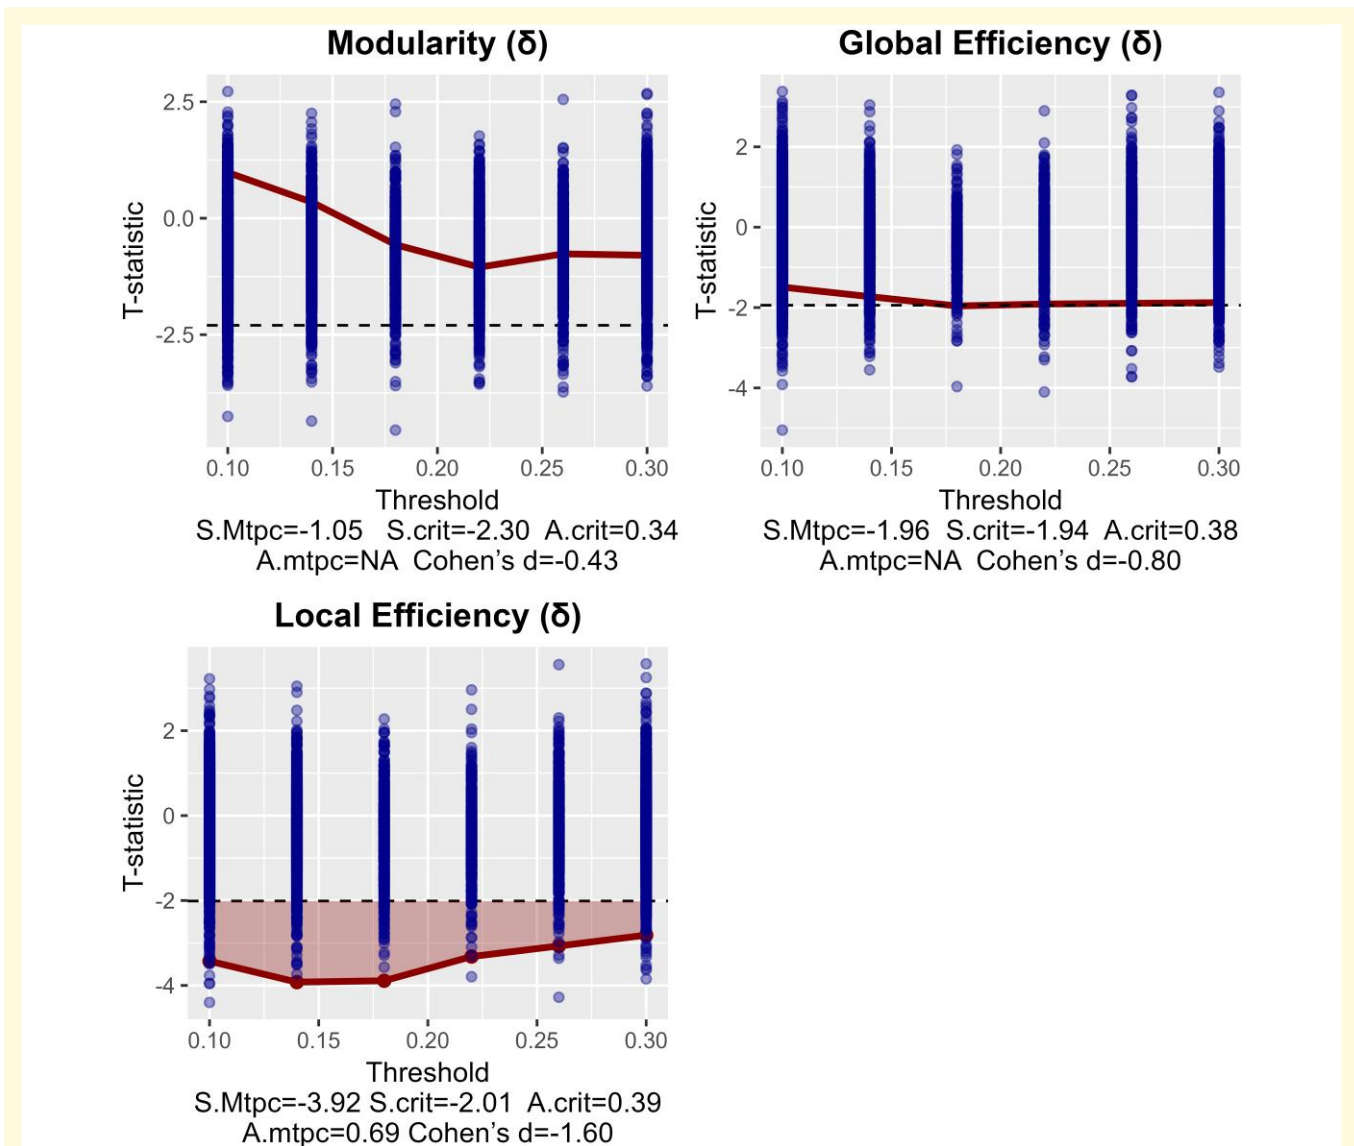 Modularity (δ)
2.5
0.0
-2.5
T-statistic
0.10 0.15 0.20 0.25 0.30
Threshold
S.Mtpc=-1.05 S.crit=-2.30 A.crit=0.34
A.mtpc=NA Cohen's d=-0.43
Global Efficiency (δ)
2
0
-2
-4
T-statistic
0.10 0.15 0.20 0.25 0.30
Threshold
S.Mtpc=-1.96 S.crit=-1.94 A.crit=0.38
A.mtpc=NA Cohen's d=-0.80
Local Efficiency (δ)
2
0
-2
-4
T-statistic
0.10 0.15 0.20 0.25 0.30
Threshold
S.Mtpc=-3.92 S.crit=-2.01 A.crit=0.39
A.mtpc=0.69 Cohen's d=-1.60